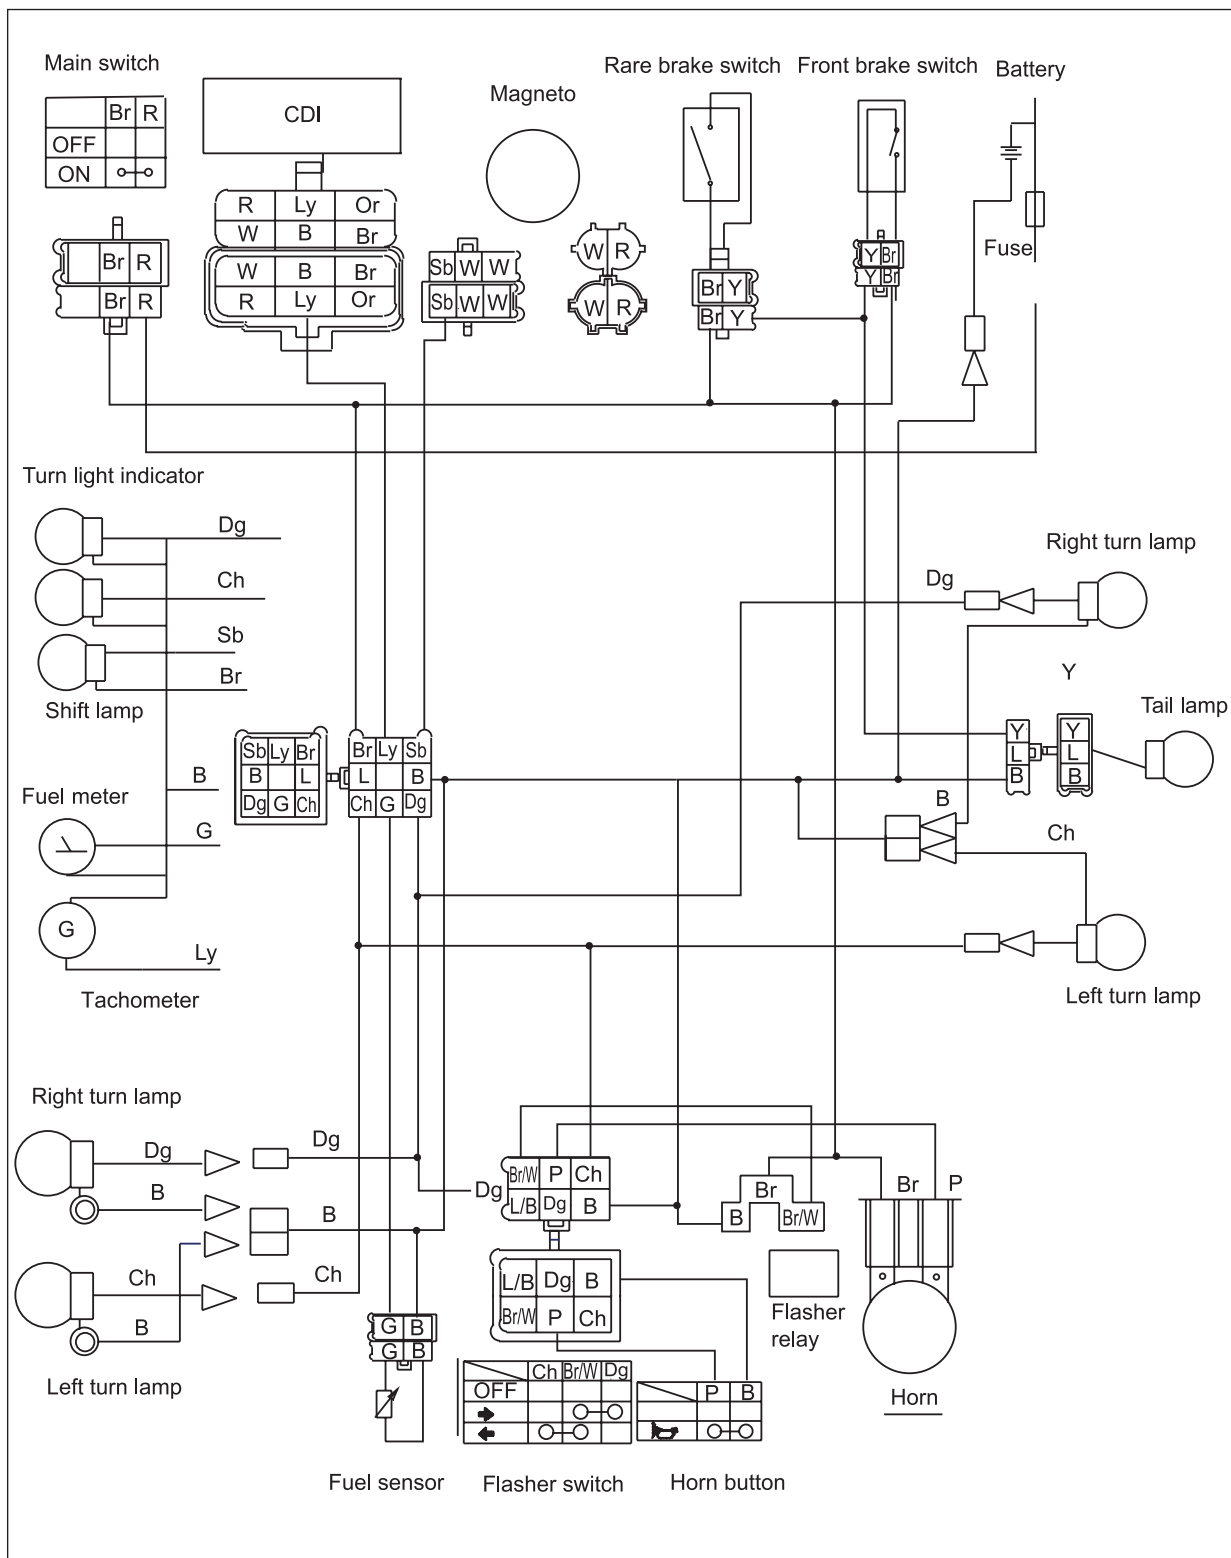 Main switch
Br R
OFF
ON
CDI
Magneto
Rare brake switch
Front brake switch
Battery
Fuse
R Ly Or
W B Br
W B Br
R Ly Or
Br R
Br R
Sb W W
Sb W W
W R
W R
Br Y
Br Y
Y Br
Y Br
Turn light indicator
Dg
Ch
Sb
Br
Shift lamp
B
Fuel meter
G
G
Ly
Tachometer
Sb Ly Br
B L
Dg G Ch
Br Ly Sb
L B
Ch G Dg
Right turn lamp
Dg
Y
Tail lamp
Y
L
B
Y
L
B
B
Ch
Left turn lamp
Right turn lamp
Dg
Dg
B
B
Ch
Ch
B
Left turn lamp
G B
G B
Fuel sensor
Dg
Br/W P Ch
L/B Dg B
L/B Dg B
Br/W P Ch
Ch Br/W Dg
OFF
Flasher switch
P B
Horn button
Br
B Br/W
Flasher
relay
Br P
Horn